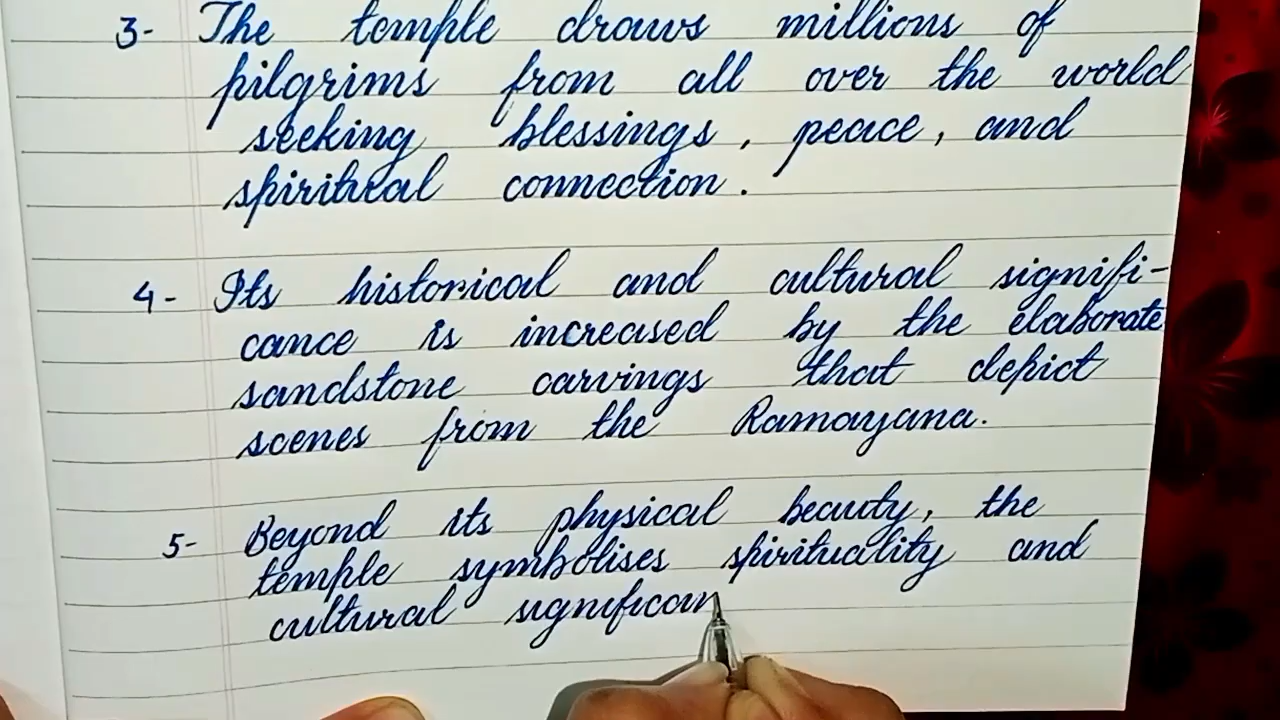 3- The temple draws millions of
pilgrims from all over the world
seeking blessings, peace, and
spiritual connection.
4- Its historical and cultural signifi-
cance is increased by the elaborate
sandstone carvings that depict
scenes from the Ramayana.
5- Beyond its physical beauty, the
temple symbolises spirituality and
cultural significan